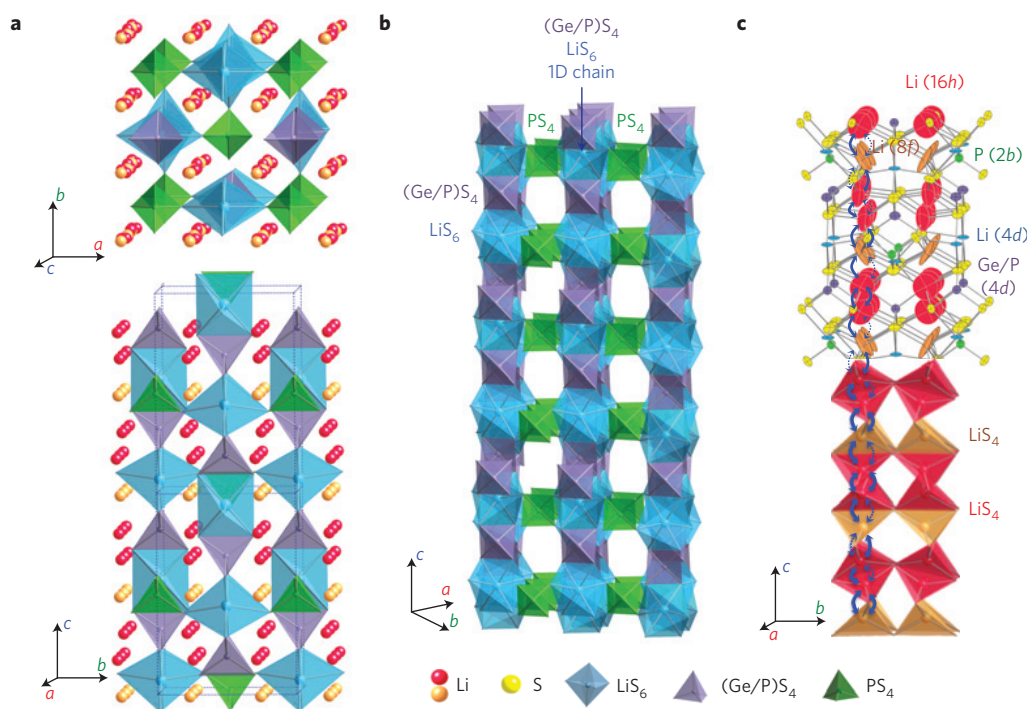 a
b
a
c
c
b
a
b
(Ge/P)S4
LiS6
1D chain
PS4
PS4
(Ge/P)S4
LiS6
c
a
b
c
Li (16h)
Li (8f)
P (2b)
Li (4d)
Ge/P
(4d)
LiS4
LiS4
c
b
a
Li
S
LiS6
(Ge/P)S4
PS4